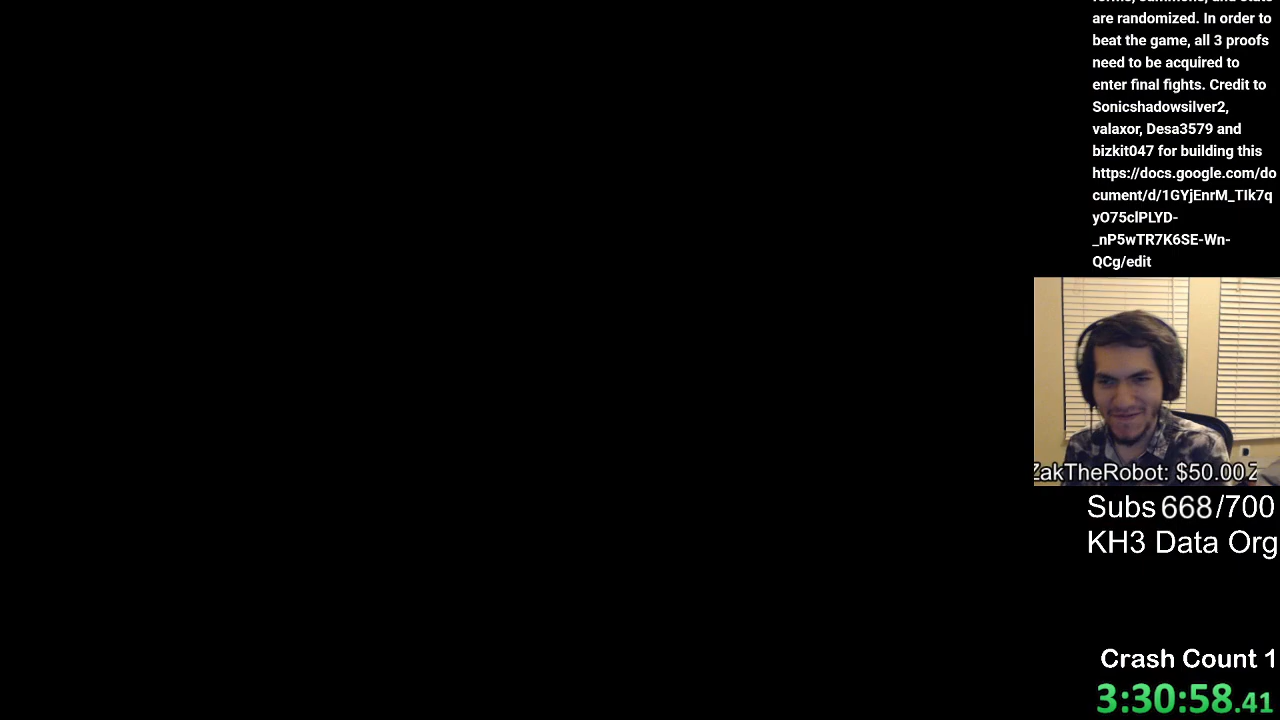 are randomized. In order to
beat the game, all 3 proofs
need to be acquired to
enter final fights. Credit to
Sonicshadowsilver2,
valaxor, Desa3579 and
bizkit047 for building this
https://docs.google.com/do
cument/d/1GYjEnrM_TIk7q
yO75clPLYD-
_nP5wTR7K6SE-Wn-
QCg/edit
ZakTheRobot: $50.00 Z
Subs 668/700
KH3 Data Org
Crash Count 1
3:30:58.41